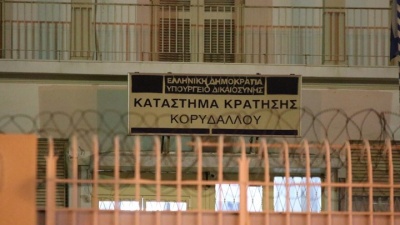 ΕΛΛΗΝΙΚΗ ΔΗΜΟΚΡΑΤΙΑ
ΥΠΟΥΡΓΕΙΟ ΔΙΚΑΙΟΣΥΝΗΣ
ΚΑΤΑΣΤΗΜΑ ΚΡΑΤΗΣΗΣ
ΚΟΡΥΔΑΛΛΟΥ